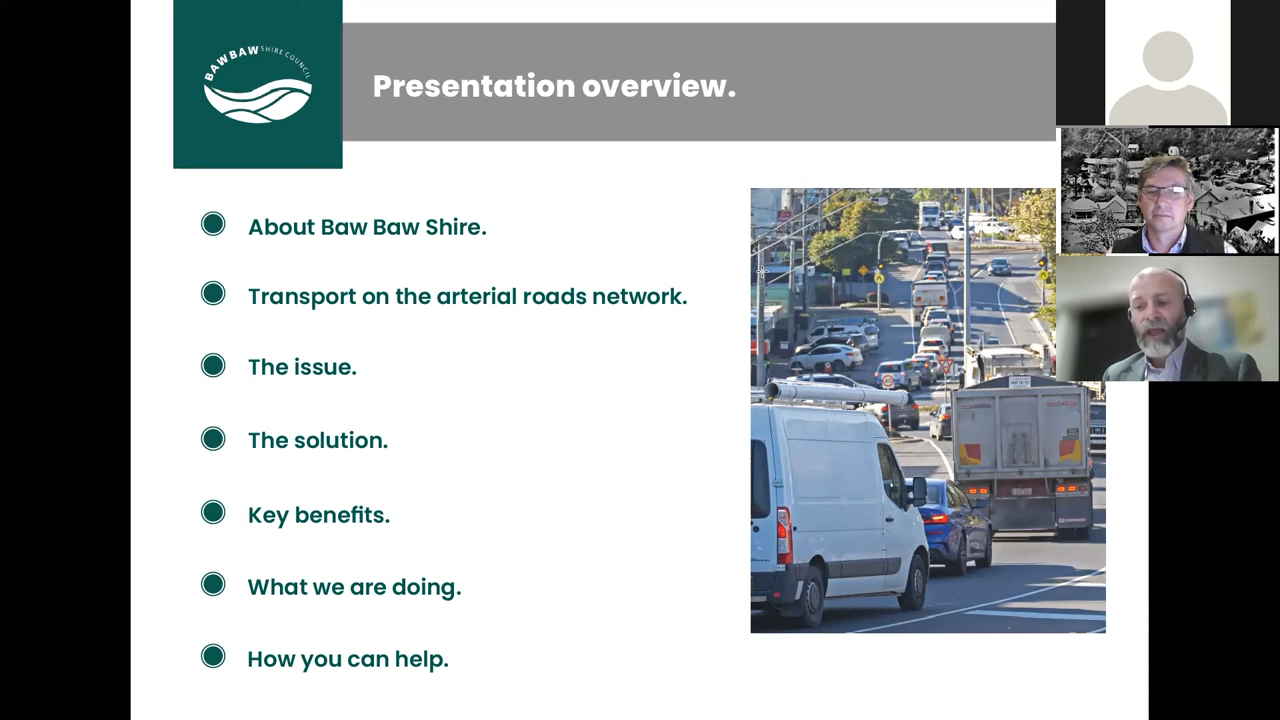 BAW BAW SHIRE COUNCIL
Presentation overview.
About Baw Baw Shire.
Transport on the arterial roads network.
The issue.
The solution.
Key benefits.
What we are doing.
How you can help.